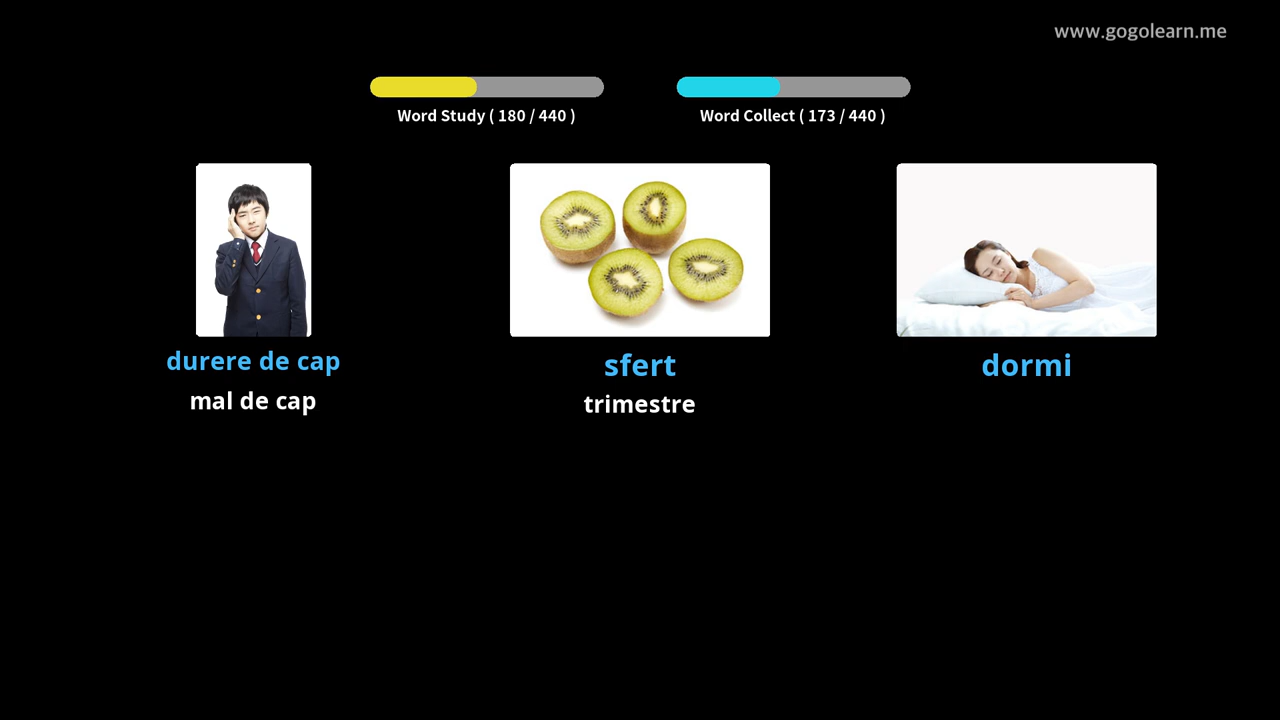 www.gogolearn.me
Word Study ( 180 / 440 )
Word Collect ( 173 / 440 )
durere de cap
mal de cap
sfert
trimestre
dormi